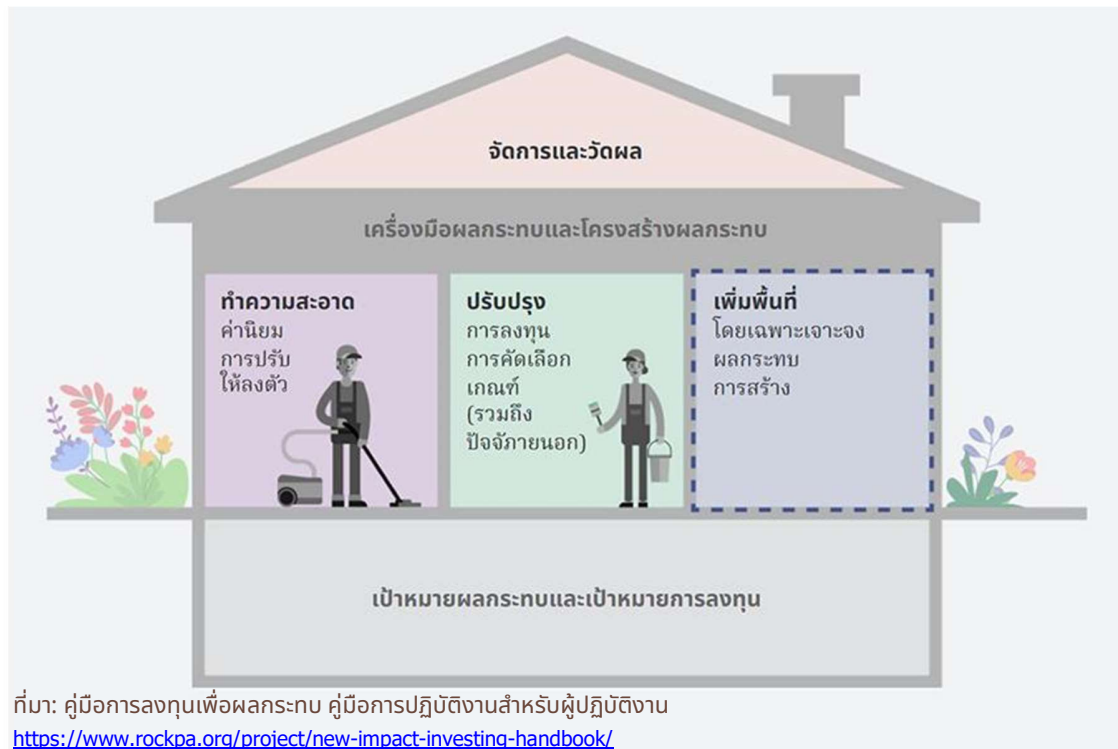 จัดการและวัดผล
เครื่องมือผลกระทบและโครงสร้างผลกระทบ
ทำความสะอาด
ค่านิยม
การปรับ
ให้ลงตัว
ปรับปรุง
การลงทุน
การคัดเลือก
เกณฑ์
(รวมถึง
ปัจจัภายนอก)
เพิ่มพื้นที่
โดยเฉพาะเจาะจง
ผลกระทบ
การสร้าง
เป้าหมายผลกระทบและเป้าหมายการลงทุน
ที่มา: คู่มือการลงทุนเพื่อผลกระทบ คู่มือการปฏิบัติงานสำหรับผู้ปฏิบัติงาน
https://www.rockpa.org/project/new-impact-investing-handbook/